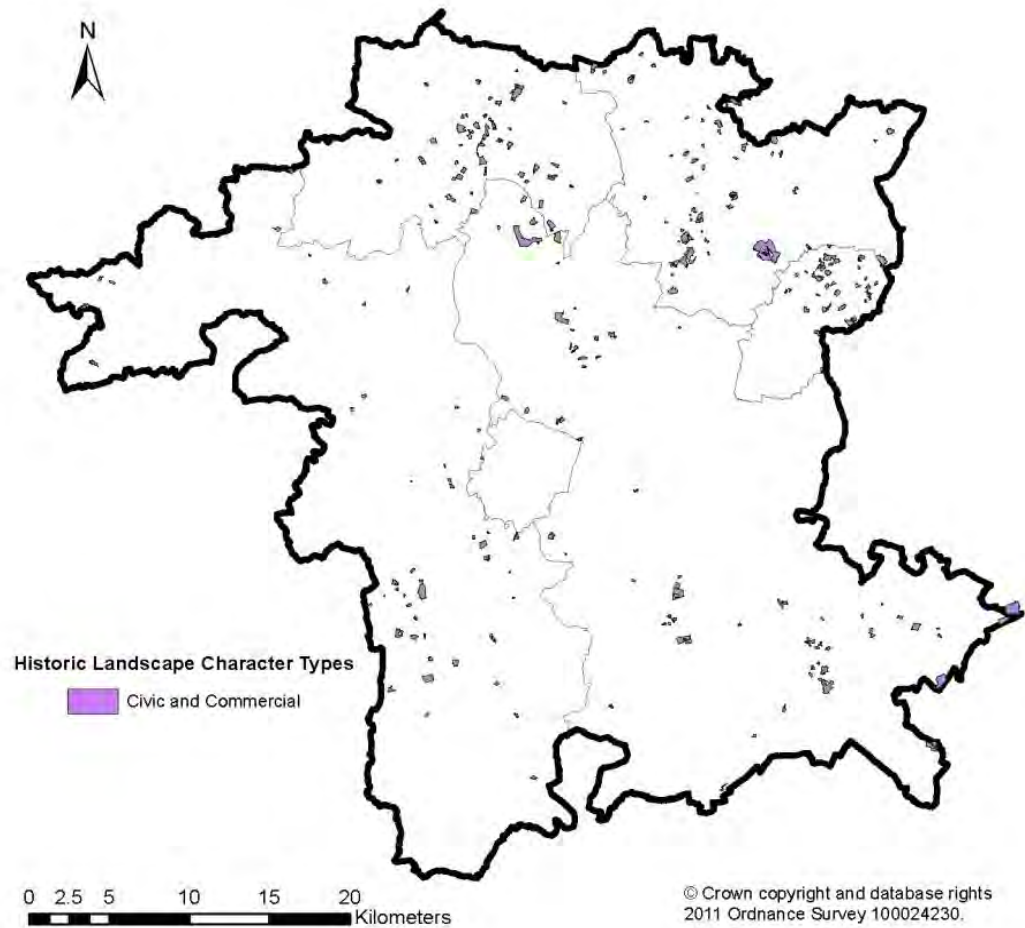 N
Historic Landscape Character Types
Civic and Commercial
0 2.5 5 10 15 20
Kilometers
© Crown copyright and database rights
2011 Ordnance Survey 100024230.